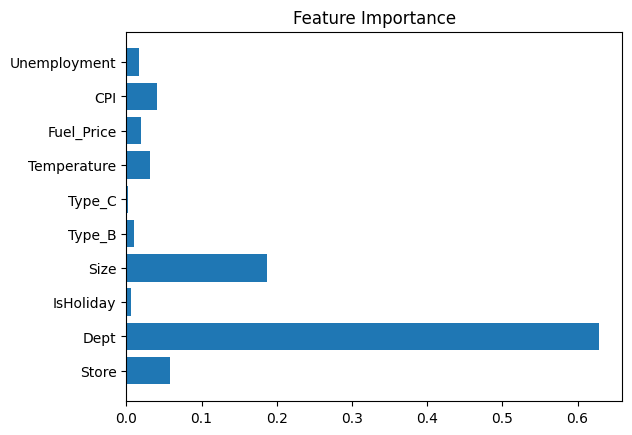 Feature Importance
Unemployment
CPI
Fuel_Price
Temperature
Type_C
Type_B
Size
IsHoliday
Dept
Store
0.0 0.1 0.2 0.3 0.4 0.5 0.6